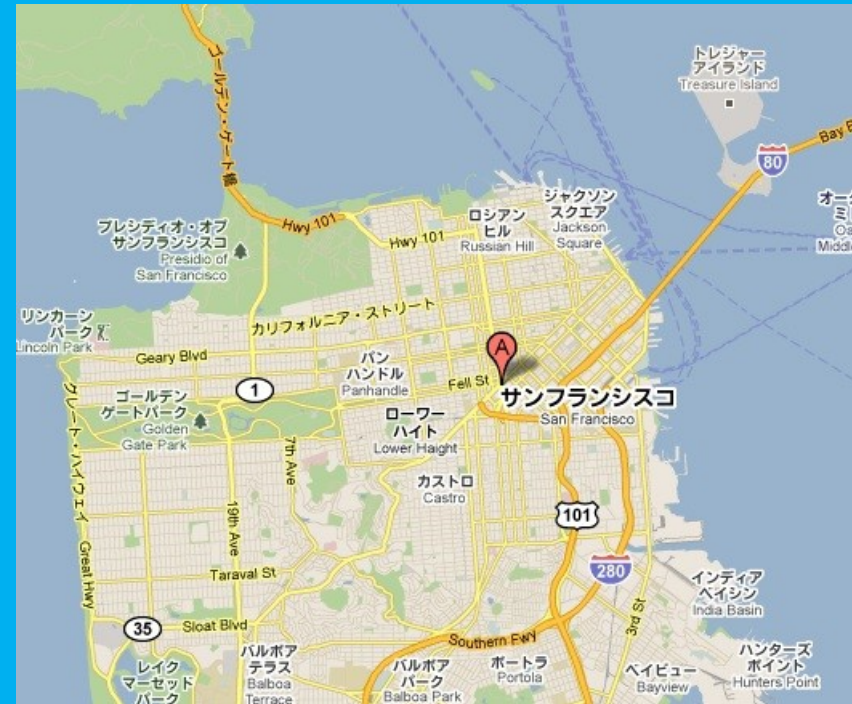 トレジャー
アイランド
Treasure Island
ゴールデン・ゲート橋
80
Bay B
ジャクソン
スクエア
Jackson
Square
ロシアン
ヒル
Russian Hill
オー
ミ
Oa
Middle
プレシディオ・オブ
サンフランシスコ
Presidio of
San Francisco
Hwy 101
Hwy 101
リンカーン
パーク
Lincoln Park
カリフォルニア・ストリート
Geary Blvd
パン
ハンドル
Panhandle
A
1
Fell St
サンフランシスコ
San Francisco
ゴールデン
ゲートパーク
Golden
Gate Park
ローワー
ハイト
Lower Haight
グレート・ハイウェイ
7th Ave
カストロ
Castro
19th Ave
101
Great Hwy
Taraval St
280
インディア
ベイシン
India Basin
35
Sloat Blvd
3rd St
Southern Fwy
バルボア
テラス
Balboa
Terrace
レイク
マーセッド
パーク
バルボア
パーク
Balboa Park
ポートラ
Portola
ベイビュー
Bayview
ハンターズ
ポイント
Hunters Point